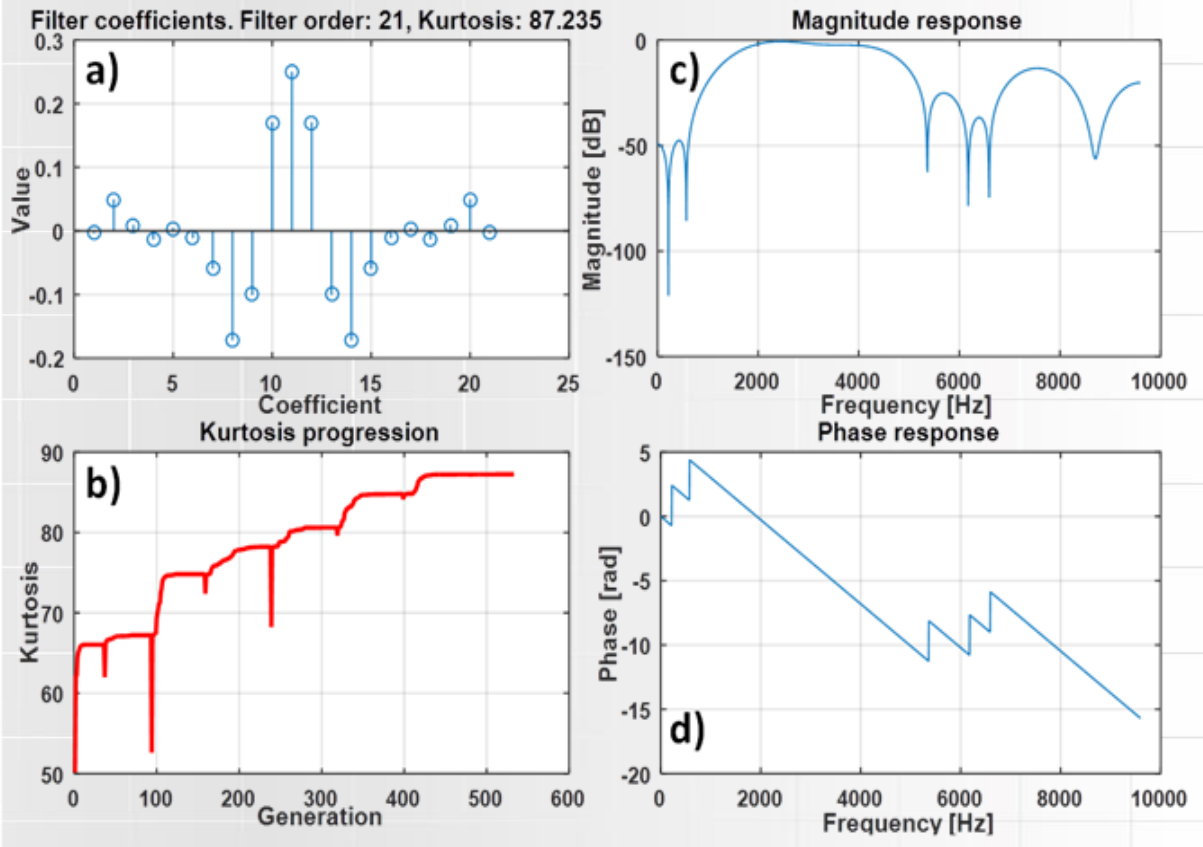 Filter coefficients. Filter order: 21, Kurtosis: 87.235
a)
0.3
0.2
0.1
0
-0.1
-0.2
Value
0 5 10 15 20 25
Coefficient
Magnitude response
c)
0
-50
-100
-150
Magnitude [dB]
0 2000 4000 6000 8000 10000
Frequency [Hz]
Kurtosis progression
b)
90
80
70
60
50
Kurtosis
0 100 200 300 400 500 600
Generation
Phase response
5
0
-5
-10
-15
-20
Phase [rad]
d)
0 2000 4000 6000 8000 10000
Frequency [Hz]